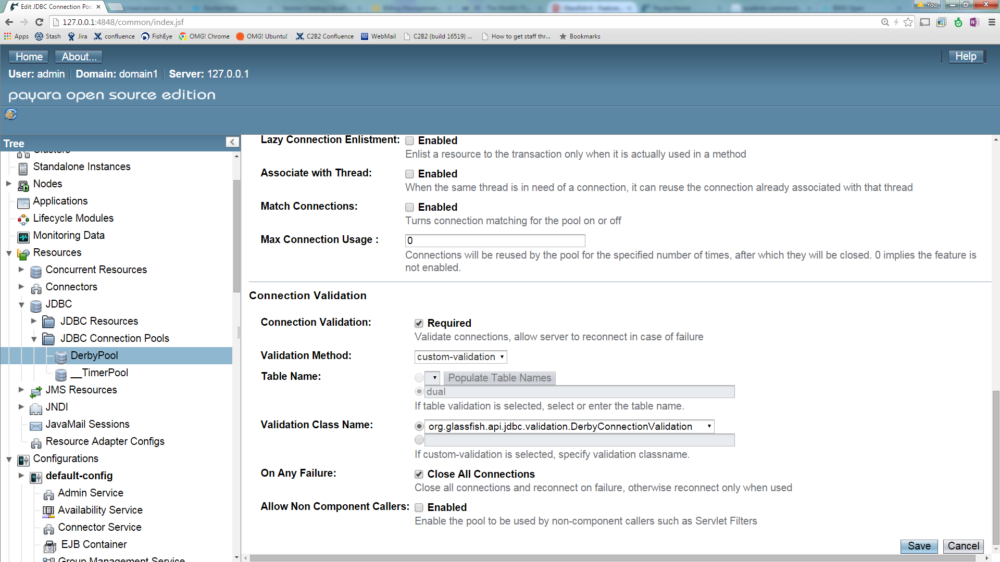 Edit JDBC Connection Poc
You
127.0.0.1:4848/common/index.jsf
Apps Stash Jira confluence FishEye OMG! Chrome OMG! Ubuntu! C2B2 Confluence WebMail C2B2 (build 16519) ... How to get staff thr... Bookmarks
Home About... Help
User: admin Domain: domain1 Server: 127.0.0.1
payara open source edition
Tree
Clusters
Standalone Instances
Nodes
Applications
Lifecycle Modules
Monitoring Data
Resources
Concurrent Resources
Connectors
JDBC
JDBC Resources
JDBC Connection Pools
DerbyPool
__TimerPool
JMS Resources
JNDI
JavaMail Sessions
Resource Adapter Configs
Configurations
default-config
Admin Service
Availability Service
Connector Service
EJB Container
Group Management Service
Lazy Connection Enlistment: Enabled
Enlist a resource to the transaction only when it is actually used in a method
Associate with Thread: Enabled
When the same thread is in need of a connection, it can reuse the connection already associated with that thread
Match Connections: Enabled
Turns connection matching for the pool on or off
Max Connection Usage : 0
Connections will be reused by the pool for the specified number of times, after which they will be closed. 0 implies the feature is
not enabled.
Connection Validation
Connection Validation: Required
Validate connections, allow server to reconnect in case of failure
Validation Method: custom-validation
Table Name: Populate Table Names
dual
If table validation is selected, select or enter the table name.
Validation Class Name: org.glassfish.api.jdbc.validation.DerbyConnectionValidation
If custom-validation is selected, specify validation classname.
On Any Failure: Close All Connections
Close all connections and reconnect on failure, otherwise reconnect only when used
Allow Non Component Callers: Enabled
Enable the pool to be used by non-component callers such as Servlet Filters
Save Cancel